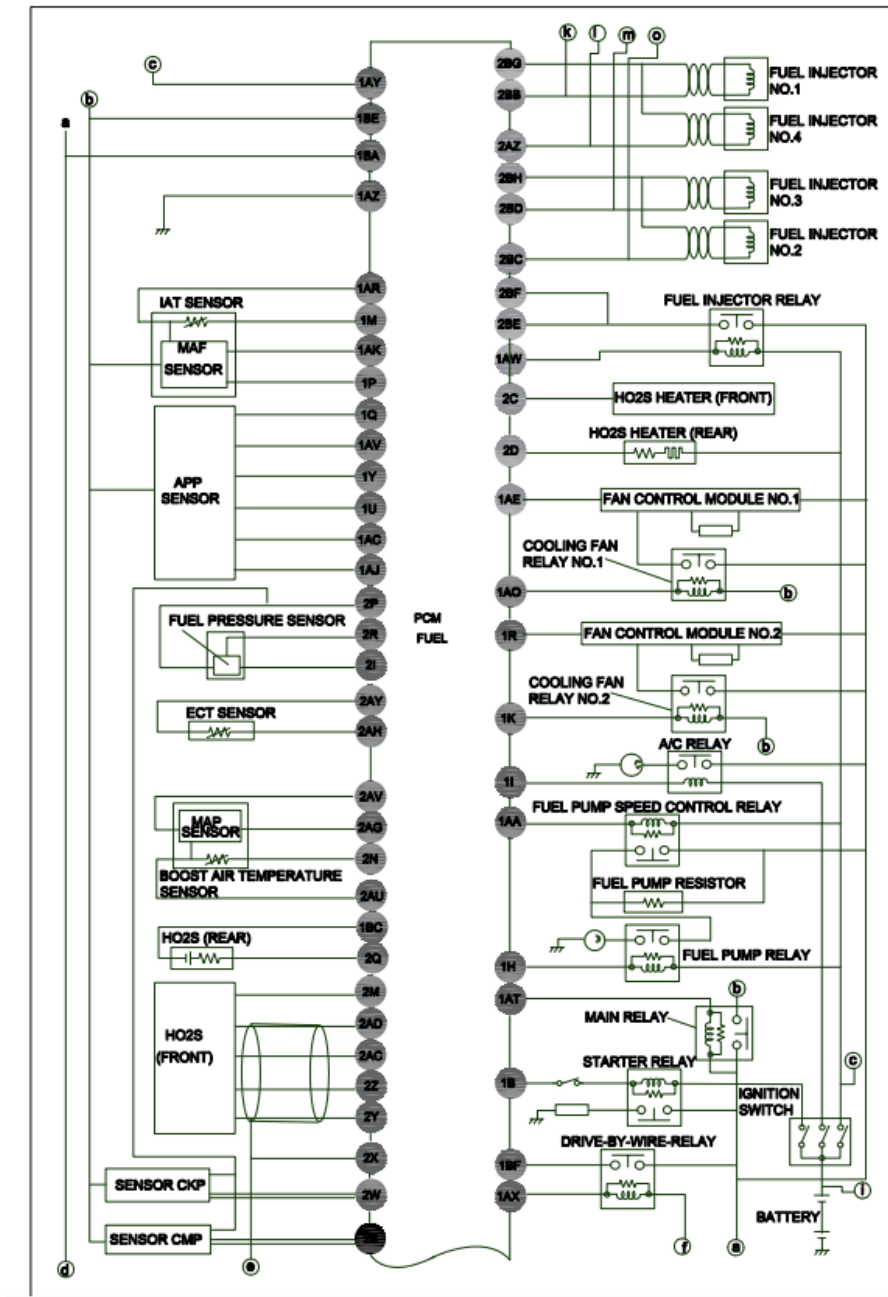 k
l
m
o
c
b
a
1AY
1BE
1BA
1AZ
2BG
2BB
2AZ
2BH
2BD
2BC
2BF
2BE
1AW
FUEL INJECTOR
NO.1
FUEL INJECTOR
NO.4
FUEL INJECTOR
NO.3
FUEL INJECTOR
NO.2
FUEL INJECTOR RELAY
IAT SENSOR
MAF
SENSOR
1AR
1M
1AK
1P
APP
SENSOR
1Q
1AV
1Y
1U
1AC
1AJ
2C
HO2S HEATER (FRONT)
2D
HO2S HEATER (REAR)
1AE
FAN CONTROL MODULE NO.1
COOLING FAN
RELAY NO.1
1AO
b
FUEL PRESSURE SENSOR
2P
2R
2I
PCM
FUEL
1R
FAN CONTROL MODULE NO.2
COOLING FAN
RELAY NO.2
1K
b
ECT SENSOR
2AY
2AH
A/C RELAY
1I
MAP
SENSOR
BOOST AIR TEMPERATURE
SENSOR
2AV
2AG
2N
2AU
FUEL PUMP SPEED CONTROL RELAY
1AA
FUEL PUMP RESISTOR
FUEL PUMP RELAY
1H
HO2S (REAR)
1BC
2Q
HO2S
(FRONT)
2M
2AD
2AC
2Z
2Y
1AT
b
MAIN RELAY
STARTER RELAY
1B
c
IGNITION
SWITCH
DRIVE-BY-WIRE-RELAY
1BF
1AX
2X
SENSOR CKP
2W
SENSOR CMP
BATTERY
d
e
f
a